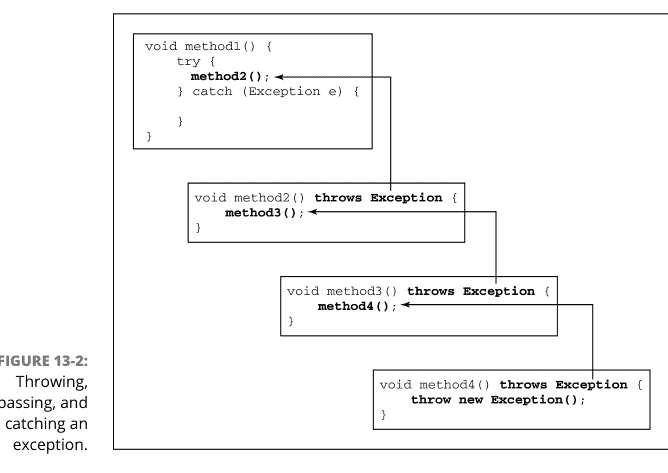 void method1() {
try {
method2();
} catch (Exception e) {
}
}
void method2() throws Exception {
method3();
}
void method3() throws Exception {
method4();
}
void method4() throws Exception {
throw new Exception();
}
FIGURE 13-2:
Throwing,
passing, and
catching an
exception.